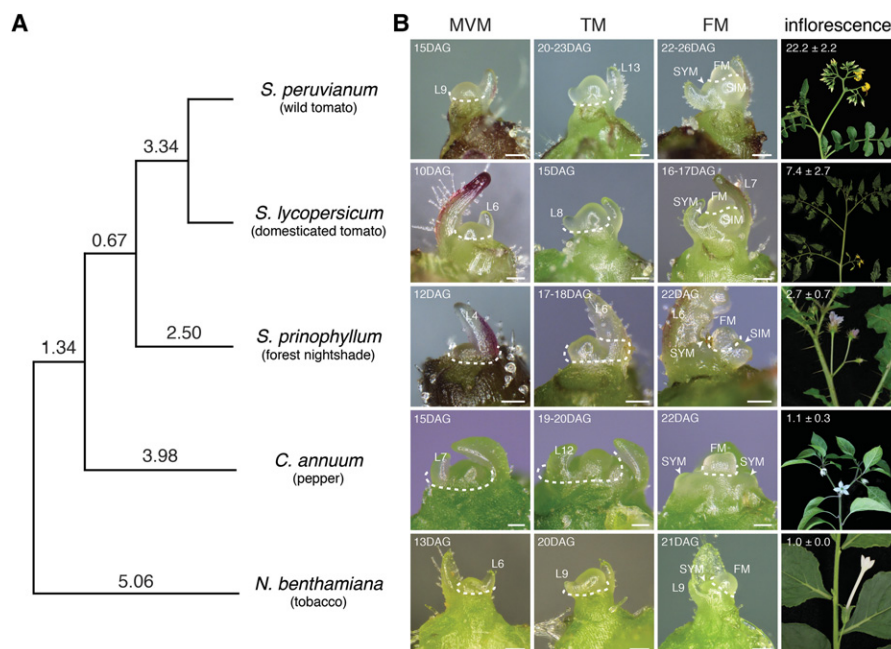 A
3.34
0.67
1.34
2.50
3.98
5.06
S. peruvianum
(wild tomato)
S. lycopersicum
(domesticated tomato)
S. prinophyllum
(forest nightshade)
C. annuum
(pepper)
N. benthamiana
(tobacco)
B
MVM TM FM inflorescence
15DAG
L9
20-23DAG
L13
22-26DAG
SYM FM
SIM
22.2 ± 2.2
10DAG
L6
15DAG
L8
16-17DAG
L7
SYM FM
SIM
7.4 ± 2.7
12DAG
L4
17-18DAG
L6
22DAG
L6
FM
SYM SIM
2.7 ± 0.7
15DAG
L7
19-20DAG
L12
22DAG
FM
SYM SYM
1.1 ± 0.3
13DAG
L6
20DAG
L9
21DAG
SYM FM
L9
1.0 ± 0.0